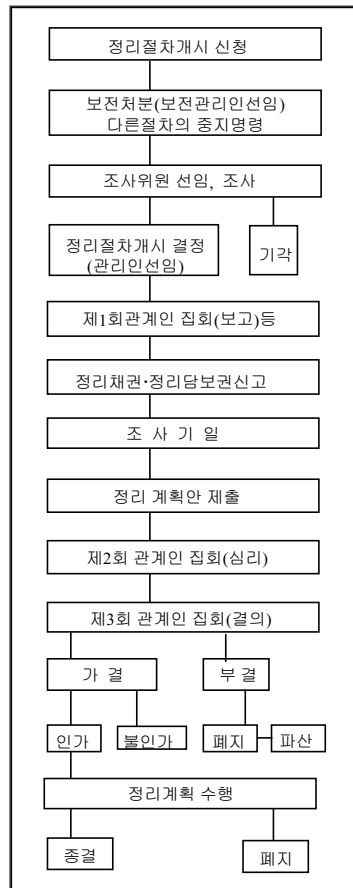 정리절차개시 신청
보전처분(보전관리인선임)
다른절차의 중지명령
조사위원 선임, 조사
정리절차개시 결정
(관리인선임)
기각
제1회관계인 집회(보고)등
정리채권·정리담보권신고
조 사 기 일
정리 계획안 제출
제2회 관계인 집회(심리)
제3회 관계인 집회(결의)
가 결
부 결
인가
불인가
폐지
파산
정리계획 수행
종결
폐지